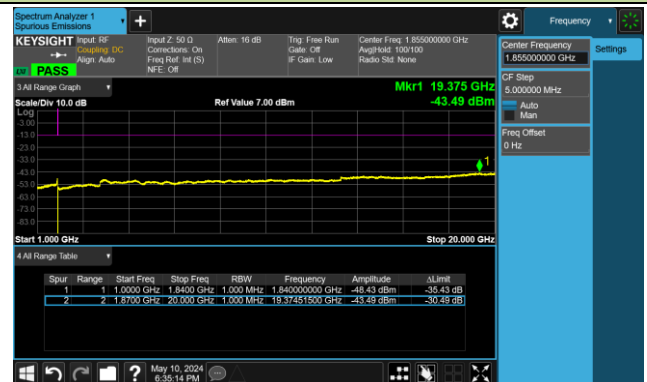 Spectrum Analyzer 1
Spurious Emissions
Frequency
KEYSIGHT
Input: RF
Coupling: DC
Align: Auto
Input Z: 50 Ω
Corrections: On
Freq Ref: Int (S)
NFE: Off
Atten: 16 dB
Trig: Free Run
Gate: Off
IF Gain: Low
Center Freq: 1.855000000 GHz
Avg|Hold: 100/100
Radio Std: None
LXI
PASS
Center Frequency
1.855000000 GHz
Settings
CF Step
5.000000 MHz
Auto
Man
Freq Offset
0 Hz
3 All Range Graph
Mkr1 19.375 GHz
Scale/Div 10.0 dB
Ref Value 7.00 dBm
-43.49 dBm
Log
-3.00
-13.0
-23.0
-33.0
-43.0
-53.0
-63.0
-73.0
-83.0
1
Start 1.000 GHz
Stop 20.000 GHz
4 All Range Table
Spur Range Start Freq Stop Freq RBW Frequency Amplitude ΔLimit
1 1 1.0000 GHz 1.8400 GHz 1.000 MHz 1.840000000 GHz -48.43 dBm -35.43 dB
2 2 1.8700 GHz 20.000 GHz 1.000 MHz 19.37451500 GHz -43.49 dBm -30.49 dB
?
May 10, 2024
6:35:14 PM